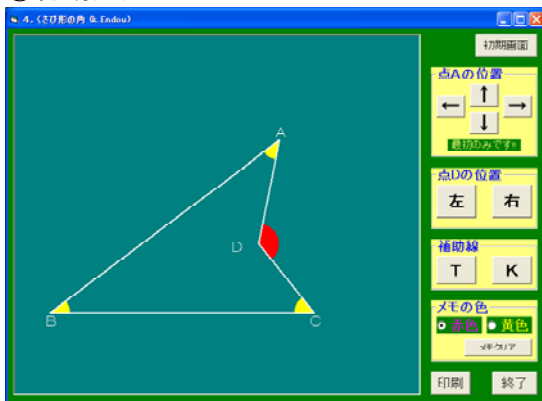 4.(くさび形の角 K.Endou)
初期画面
点Aの位置
↑
← →
↓
最初のみです!!
点Dの位置
左 右
補助線
T K
メモの色
赤色 黄色
メモクリア
印刷 終了
A
D
B C